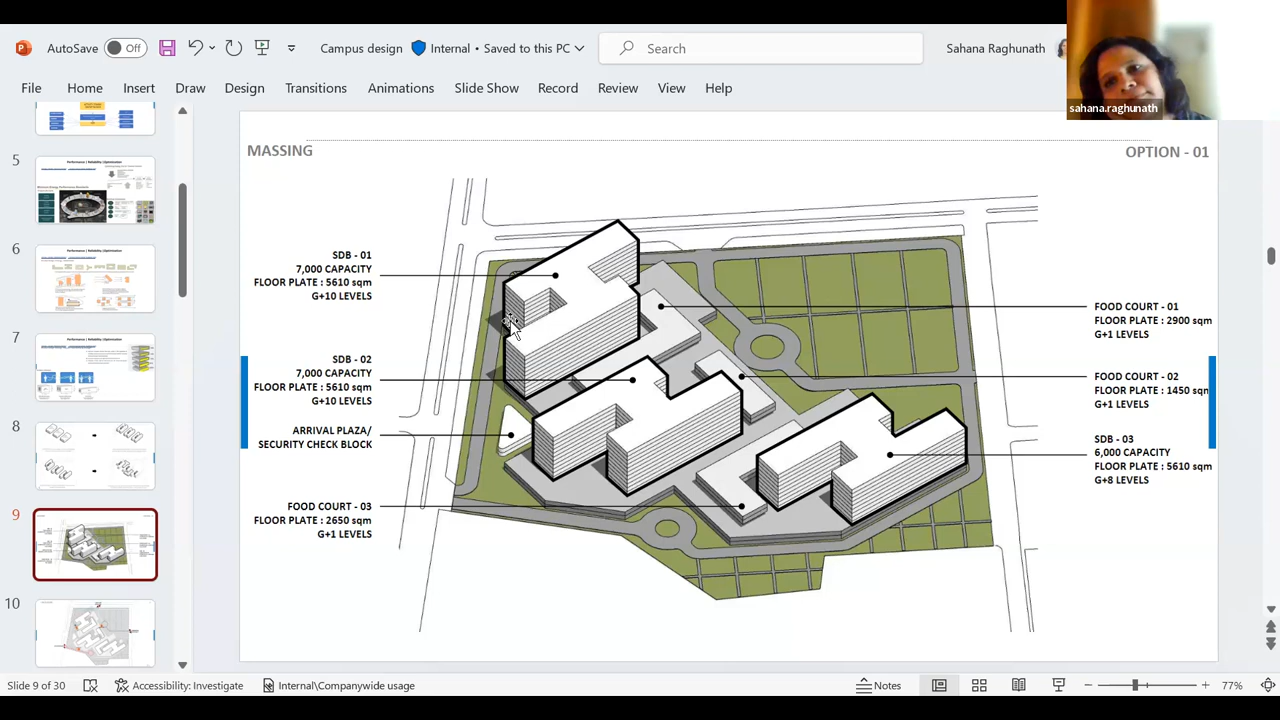 AutoSave
Off
Campus design
Internal • Saved to this PC
Search
Sahana Raghunath
sahana.raghunath
File
Home
Insert
Draw
Design
Transitions
Animations
Slide Show
Record
Review
View
Help
5
6
7
8
9
10
MASSING
OPTION - 01
SDB - 01
7,000 CAPACITY
FLOOR PLATE : 5610 sqm
G+10 LEVELS
SDB - 02
7,000 CAPACITY
FLOOR PLATE : 5610 sqm
G+10 LEVELS
ARRIVAL PLAZA/
SECURITY CHECK BLOCK
FOOD COURT - 03
FLOOR PLATE : 2650 sqm
G+1 LEVELS
FOOD COURT - 01
FLOOR PLATE : 2900 sqm
G+1 LEVELS
FOOD COURT - 02
FLOOR PLATE : 1450 sqm
G+1 LEVELS
SDB - 03
6,000 CAPACITY
FLOOR PLATE : 5610 sqm
G+8 LEVELS
Slide 9 of 30
Accessibility: Investigate
Internal\Companywide usage
Notes
77%